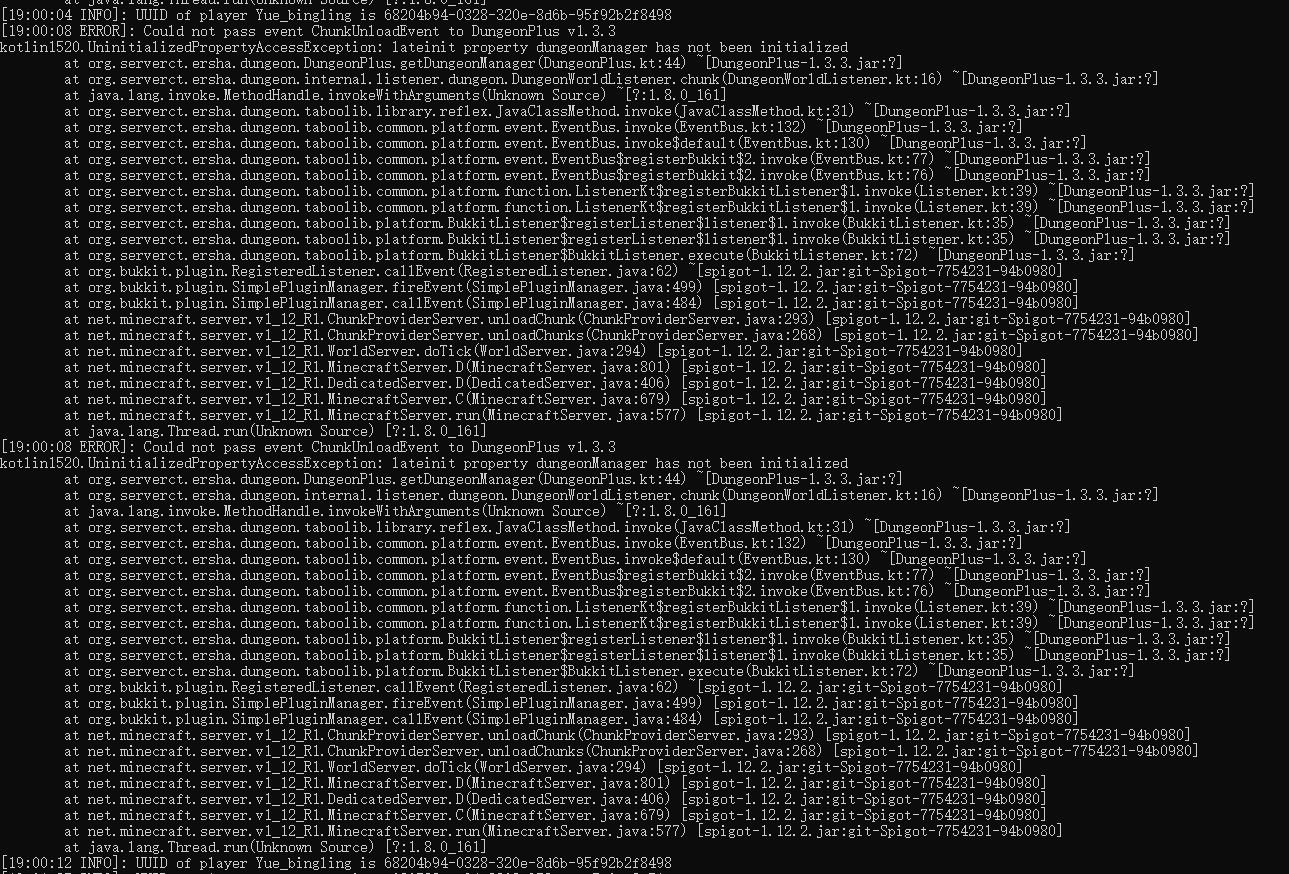 at java.lang.Thread.run(Unknown Source) [?:1.8.0_161]
[19:00:04 INFO]: UUID of player Yue_bingling is 68204b94-0328-320e-8d6b-95f92b2f8498
[19:00:08 ERROR]: Could not pass event ChunkUnloadEvent to DungeonPlus v1.3.3
kotlin1520.UninitializedPropertyAccessException: lateinit property dungeonManager has not been initialized
at org.serverct.ersha.dungeon.DungeonPlus.getDungeonManager(DungeonPlus.kt:44) ~[DungeonPlus-1.3.3.jar:?]
at org.serverct.ersha.dungeon.internal.listener.dungeon.DungeonWorldListener.chunk(DungeonWorldListener.kt:16) ~[DungeonPlus-1.3.3.jar:?]
at java.lang.invoke.MethodHandle.invokeWithArguments(Unknown Source) ~[?:1.8.0_161]
at org.serverct.ersha.dungeon.taboolib.library.reflex.JavaClassMethod.invoke(JavaClassMethod.kt:31) ~[DungeonPlus-1.3.3.jar:?]
at org.serverct.ersha.dungeon.taboolib.common.platform.event.EventBus.invoke(EventBus.kt:132) ~[DungeonPlus-1.3.3.jar:?]
at org.serverct.ersha.dungeon.taboolib.common.platform.event.EventBus.invoke$default(EventBus.kt:130) ~[DungeonPlus-1.3.3.jar:?]
at org.serverct.ersha.dungeon.taboolib.common.platform.event.EventBus$registerBukkit$2.invoke(EventBus.kt:77) ~[DungeonPlus-1.3.3.jar:?]
at org.serverct.ersha.dungeon.taboolib.common.platform.event.EventBus$registerBukkit$2.invoke(EventBus.kt:76) ~[DungeonPlus-1.3.3.jar:?]
at org.serverct.ersha.dungeon.taboolib.common.platform.function.ListenerKt$registerBukkitListener$1.invoke(Listener.kt:39) ~[DungeonPlus-1.3.3.jar:?]
at org.serverct.ersha.dungeon.taboolib.common.platform.function.ListenerKt$registerBukkitListener$1.invoke(Listener.kt:39) ~[DungeonPlus-1.3.3.jar:?]
at org.serverct.ersha.dungeon.taboolib.platform.BukkitListener$registerListener$listener$1.invoke(BukkitListener.kt:35) ~[DungeonPlus-1.3.3.jar:?]
at org.serverct.ersha.dungeon.taboolib.platform.BukkitListener$registerListener$listener$1.invoke(BukkitListener.kt:35) ~[DungeonPlus-1.3.3.jar:?]
at org.serverct.ersha.dungeon.taboolib.platform.BukkitListener$BukkitListener.execute(BukkitListener.kt:72) ~[DungeonPlus-1.3.3.jar:?]
at org.bukkit.plugin.RegisteredListener.callEvent(RegisteredListener.java:62) ~[spigot-1.12.2.jar:git-Spigot-7754231-94b0980]
at org.bukkit.plugin.SimplePluginManager.fireEvent(SimplePluginManager.java:499) [spigot-1.12.2.jar:git-Spigot-7754231-94b0980]
at org.bukkit.plugin.SimplePluginManager.callEvent(SimplePluginManager.java:484) [spigot-1.12.2.jar:git-Spigot-7754231-94b0980]
at net.minecraft.server.v1_12_R1.ChunkProviderServer.unloadChunk(ChunkProviderServer.java:293) [spigot-1.12.2.jar:git-Spigot-7754231-94b0980]
at net.minecraft.server.v1_12_R1.ChunkProviderServer.unloadChunks(ChunkProviderServer.java:268) [spigot-1.12.2.jar:git-Spigot-7754231-94b0980]
at net.minecraft.server.v1_12_R1.WorldServer.doTick(WorldServer.java:294) [spigot-1.12.2.jar:git-Spigot-7754231-94b0980]
at net.minecraft.server.v1_12_R1.MinecraftServer.D(MinecraftServer.java:801) [spigot-1.12.2.jar:git-Spigot-7754231-94b0980]
at net.minecraft.server.v1_12_R1.DedicatedServer.D(DedicatedServer.java:406) [spigot-1.12.2.jar:git-Spigot-7754231-94b0980]
at net.minecraft.server.v1_12_R1.MinecraftServer.C(MinecraftServer.java:679) [spigot-1.12.2.jar:git-Spigot-7754231-94b0980]
at net.minecraft.server.v1_12_R1.MinecraftServer.run(MinecraftServer.java:577) [spigot-1.12.2.jar:git-Spigot-7754231-94b0980]
at java.lang.Thread.run(Unknown Source) [?:1.8.0_161]
[19:00:08 ERROR]: Could not pass event ChunkUnloadEvent to DungeonPlus v1.3.3
kotlin1520.UninitializedPropertyAccessException: lateinit property dungeonManager has not been initialized
at org.serverct.ersha.dungeon.DungeonPlus.getDungeonManager(DungeonPlus.kt:44) ~[DungeonPlus-1.3.3.jar:?]
at org.serverct.ersha.dungeon.internal.listener.dungeon.DungeonWorldListener.chunk(DungeonWorldListener.kt:16) ~[DungeonPlus-1.3.3.jar:?]
at java.lang.invoke.MethodHandle.invokeWithArguments(Unknown Source) ~[?:1.8.0_161]
at org.serverct.ersha.dungeon.taboolib.library.reflex.JavaClassMethod.invoke(JavaClassMethod.kt:31) ~[DungeonPlus-1.3.3.jar:?]
at org.serverct.ersha.dungeon.taboolib.common.platform.event.EventBus.invoke(EventBus.kt:132) ~[DungeonPlus-1.3.3.jar:?]
at org.serverct.ersha.dungeon.taboolib.common.platform.event.EventBus.invoke$default(EventBus.kt:130) ~[DungeonPlus-1.3.3.jar:?]
at org.serverct.ersha.dungeon.taboolib.common.platform.event.EventBus$registerBukkit$2.invoke(EventBus.kt:77) ~[DungeonPlus-1.3.3.jar:?]
at org.serverct.ersha.dungeon.taboolib.common.platform.event.EventBus$registerBukkit$2.invoke(EventBus.kt:76) ~[DungeonPlus-1.3.3.jar:?]
at org.serverct.ersha.dungeon.taboolib.common.platform.function.ListenerKt$registerBukkitListener$1.invoke(Listener.kt:39) ~[DungeonPlus-1.3.3.jar:?]
at org.serverct.ersha.dungeon.taboolib.common.platform.function.ListenerKt$registerBukkitListener$1.invoke(Listener.kt:39) ~[DungeonPlus-1.3.3.jar:?]
at org.serverct.ersha.dungeon.taboolib.platform.BukkitListener$registerListener$1listener$1.invoke(BukkitListener.kt:35) ~[DungeonPlus-1.3.3.jar:?]
at org.serverct.ersha.dungeon.taboolib.platform.BukkitListener$registerListener$1listener$1.invoke(BukkitListener.kt:35) ~[DungeonPlus-1.3.3.jar:?]
at org.serverct.ersha.dungeon.taboolib.platform.BukkitListener$BukkitListener.execute(BukkitListener.kt:72) ~[DungeonPlus-1.3.3.jar:?]
at org.bukkit.plugin.RegisteredListener.callEvent(RegisteredListener.java:62) ~[spigot-1.12.2.jar:git-Spigot-7754231-94b0980]
at org.bukkit.plugin.SimplePluginManager.fireEvent(SimplePluginManager.java:499) [spigot-1.12.2.jar:git-Spigot-7754231-94b0980]
at org.bukkit.plugin.SimplePluginManager.callEvent(SimplePluginManager.java:484) [spigot-1.12.2.jar:git-Spigot-7754231-94b0980]
at net.minecraft.server.v1_12_R1.ChunkProviderServer.unloadChunk(ChunkProviderServer.java:293) [spigot-1.12.2.jar:git-Spigot-7754231-94b0980]
at net.minecraft.server.v1_12_R1.ChunkProviderServer.unloadChunks(ChunkProviderServer.java:268) [spigot-1.12.2.jar:git-Spigot-7754231-94b0980]
at net.minecraft.server.v1_12_R1.WorldServer.doTick(WorldServer.java:294) [spigot-1.12.2.jar:git-Spigot-7754231-94b0980]
at net.minecraft.server.v1_12_R1.MinecraftServer.D(MinecraftServer.java:801) [spigot-1.12.2.jar:git-Spigot-7754231-94b0980]
at net.minecraft.server.v1_12_R1.DedicatedServer.D(DedicatedServer.java:406) [spigot-1.12.2.jar:git-Spigot-7754231-94b0980]
at net.minecraft.server.v1_12_R1.MinecraftServer.C(MinecraftServer.java:679) [spigot-1.12.2.jar:git-Spigot-7754231-94b0980]
at net.minecraft.server.v1_12_R1.MinecraftServer.run(MinecraftServer.java:577) [spigot-1.12.2.jar:git-Spigot-7754231-94b0980]
at java.lang.Thread.run(Unknown Source) [?:1.8.0_161]
[19:00:12 INFO]: UUID of player Yue_bingling is 68204b94-0328-320e-8d6b-95f92b2f8498